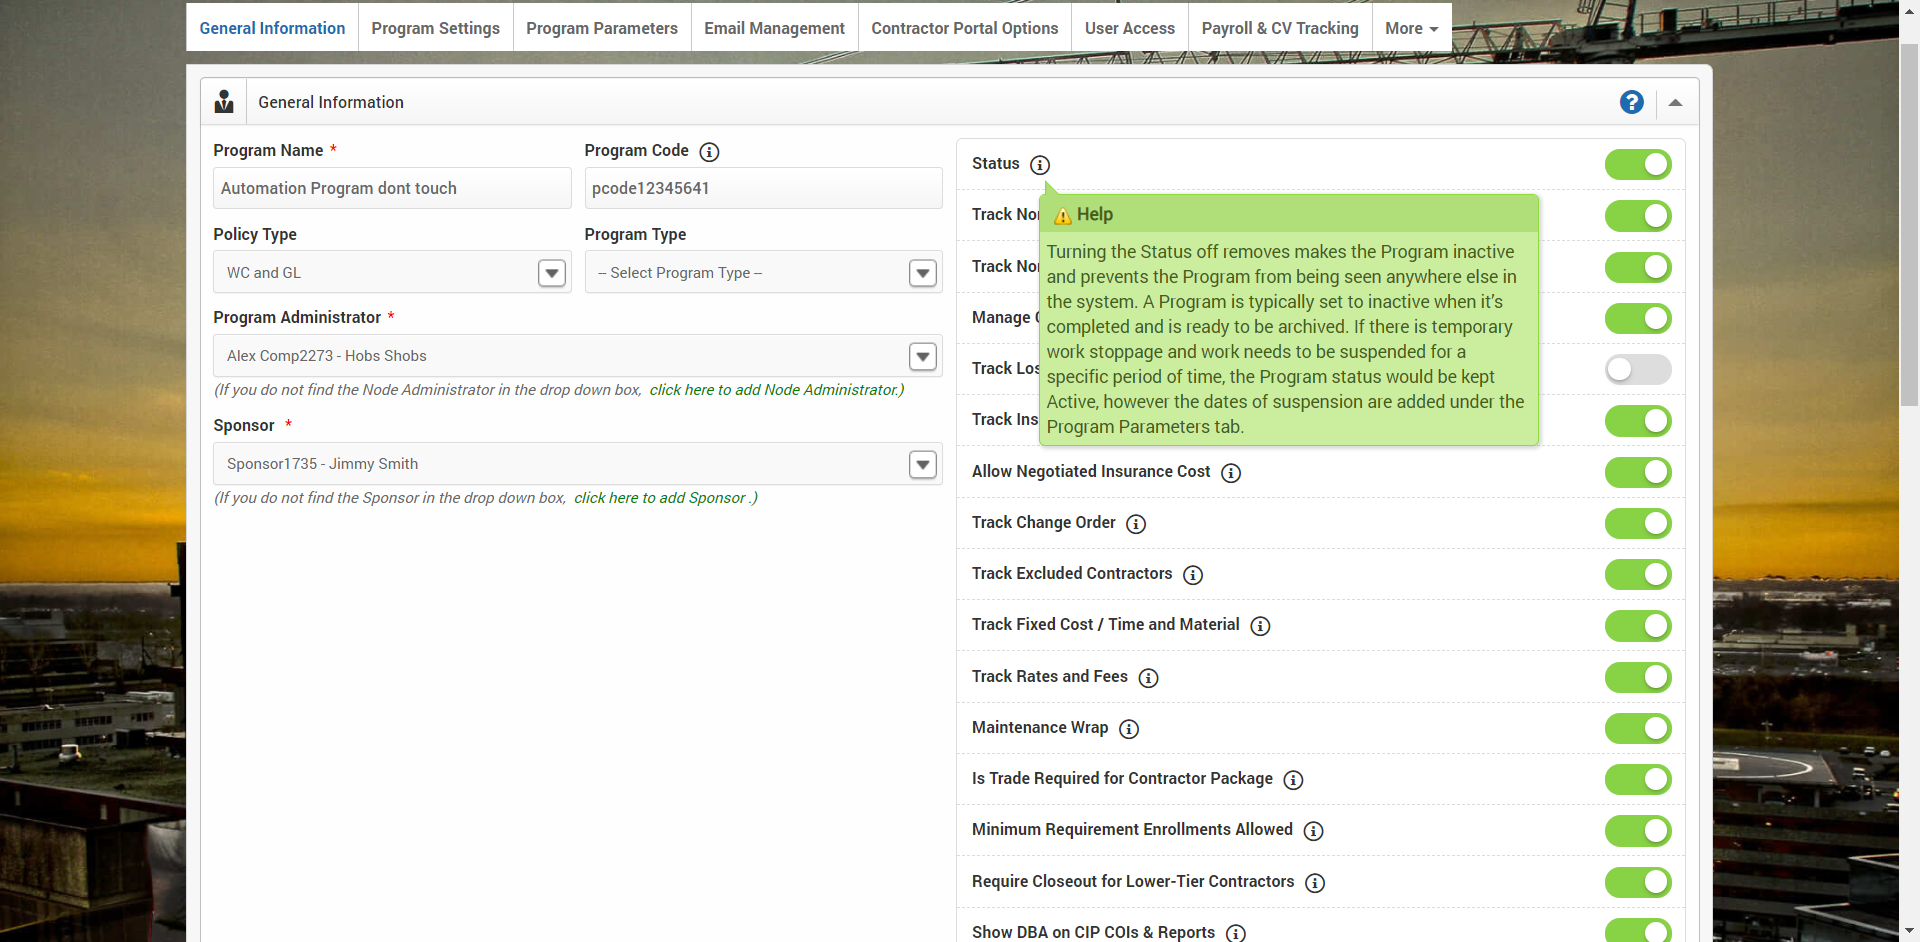 General Information
Program Settings
Program Parameters
Email Management
Contractor Portal Options
User Access
Payroll & CV Tracking
More
General Information
Program Name *
Program Code
Automation Program dont touch
pcode12345641
Policy Type
Program Type
WC and GL
-- Select Program Type --
Program Administrator *
Alex Comp2273 - Hobs Shobs
(If you do not find the Node Administrator in the drop down box, click here to add Node Administrator.)
Sponsor *
Sponsor1735 - Jimmy Smith
(If you do not find the Sponsor in the drop down box, click here to add Sponsor .)
Status
Help
Turning the Status off removes makes the Program inactive
and prevents the Program from being seen anywhere else in
the system. A Program is typically set to inactive when it's
completed and is ready to be archived. If there is temporary
work stoppage and work needs to be suspended for a
specific period of time, the Program status would be kept
Active, however the dates of suspension are added under the
Program Parameters tab.
Track
Track
Manage
Track
Track
Allow Negotiated Insurance Cost
Track Change Order
Track Excluded Contractors
Track Fixed Cost / Time and Material
Track Rates and Fees
Maintenance Wrap
Is Trade Required for Contractor Package
Minimum Requirement Enrollments Allowed
Require Closeout for Lower-Tier Contractors
Show DBA on CIP COIs & Reports